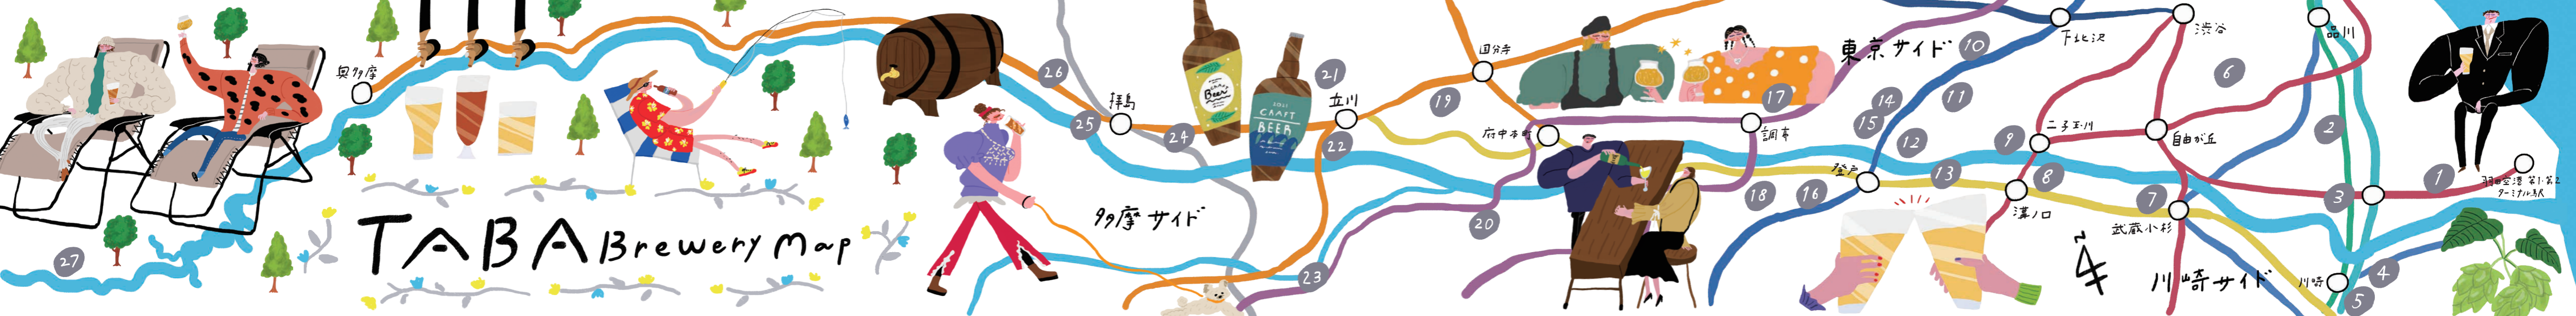 奥多摩
27
TABA Brewery Map
26
25
拝島
24
Beer
CRAFT
BEER
21
立川
22
多摩サイド
23
国分寺
19
府中本町
20
17
調布
東京サイド
10
18
16
14
15
11
12
登戸
13
下北沢
渋谷
品川
6
9
二子玉川
自由が丘
2
8
溝ノ口
7
武蔵小杉
3
1
羽田空港 第1・第2
ターミナル駅
川崎サイド
川崎
4
5